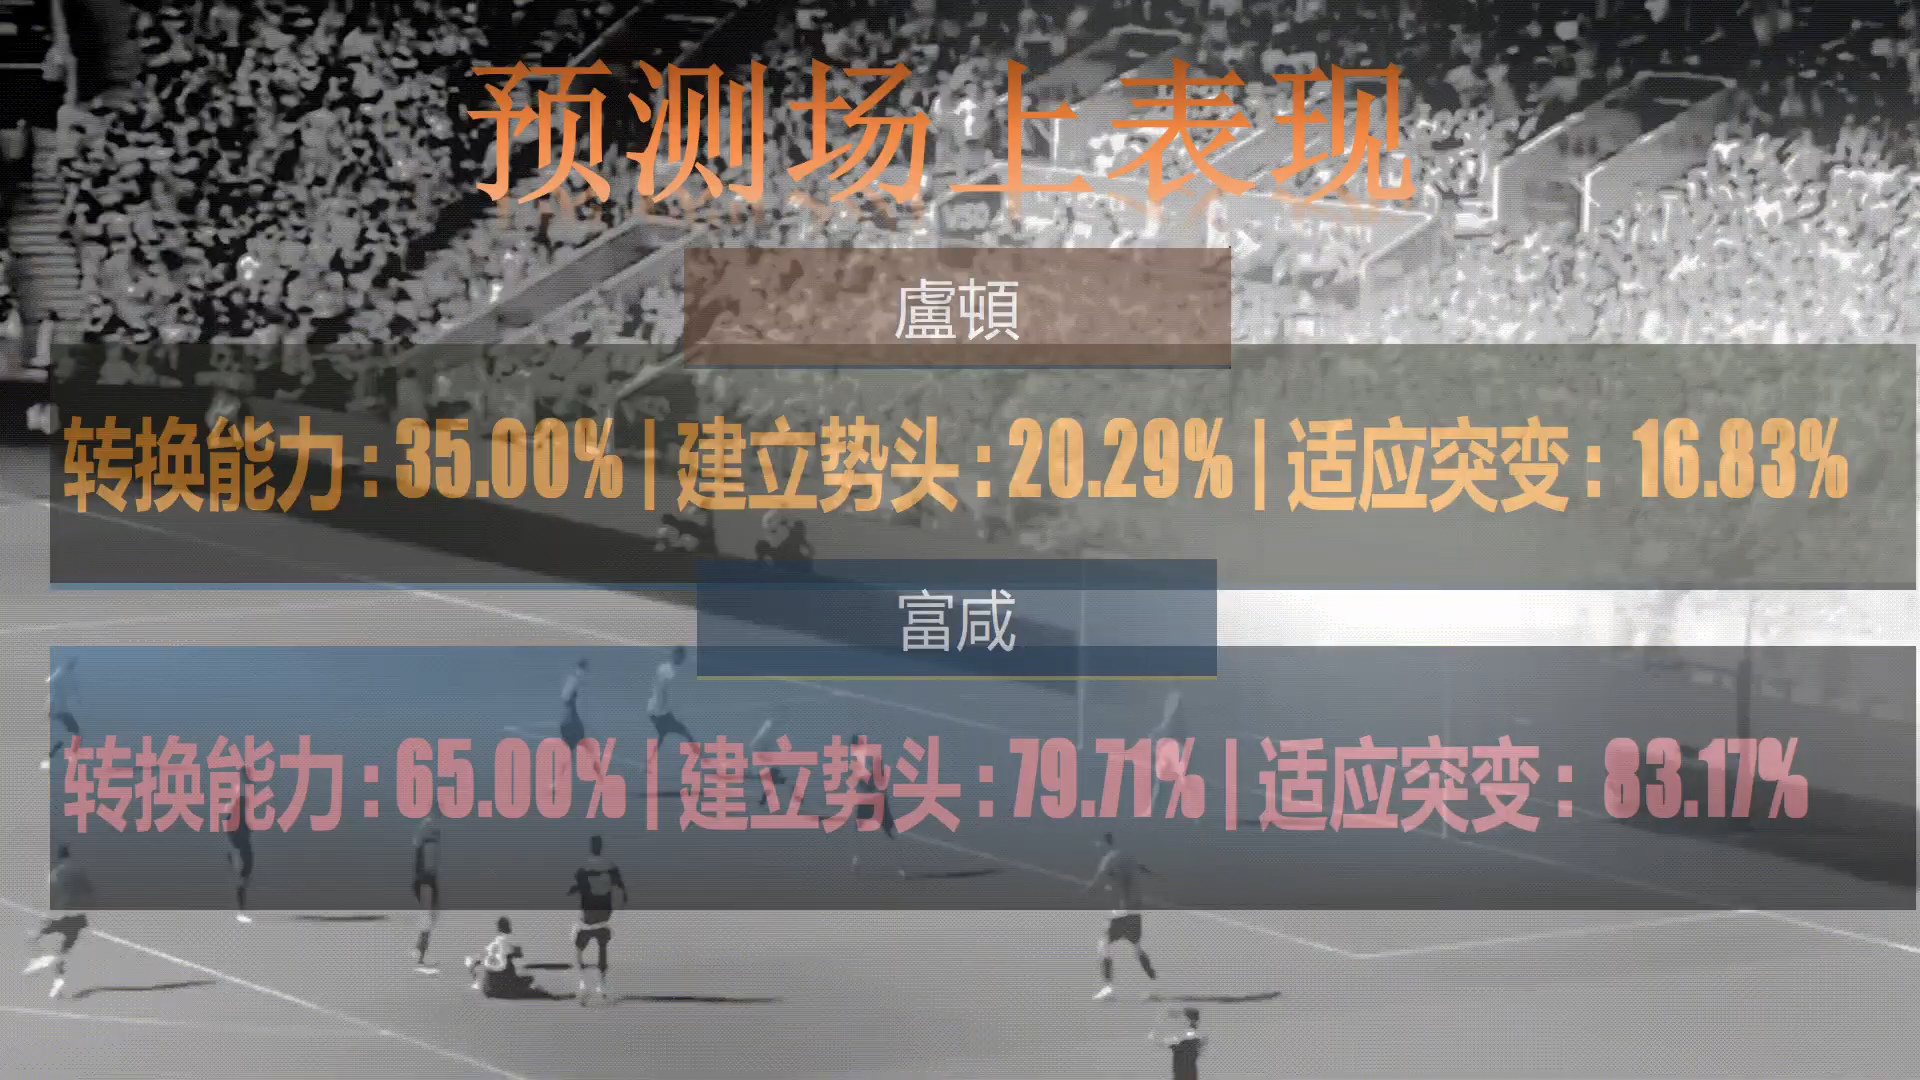 预测场上表现
盧頓
转换能力 : 35.00% | 建立势头 : 20.29% | 适应突变： 16.83%
富咸
转换能力 : 65.00% | 建立势头 : 79.71% | 适应突变： 83.17%